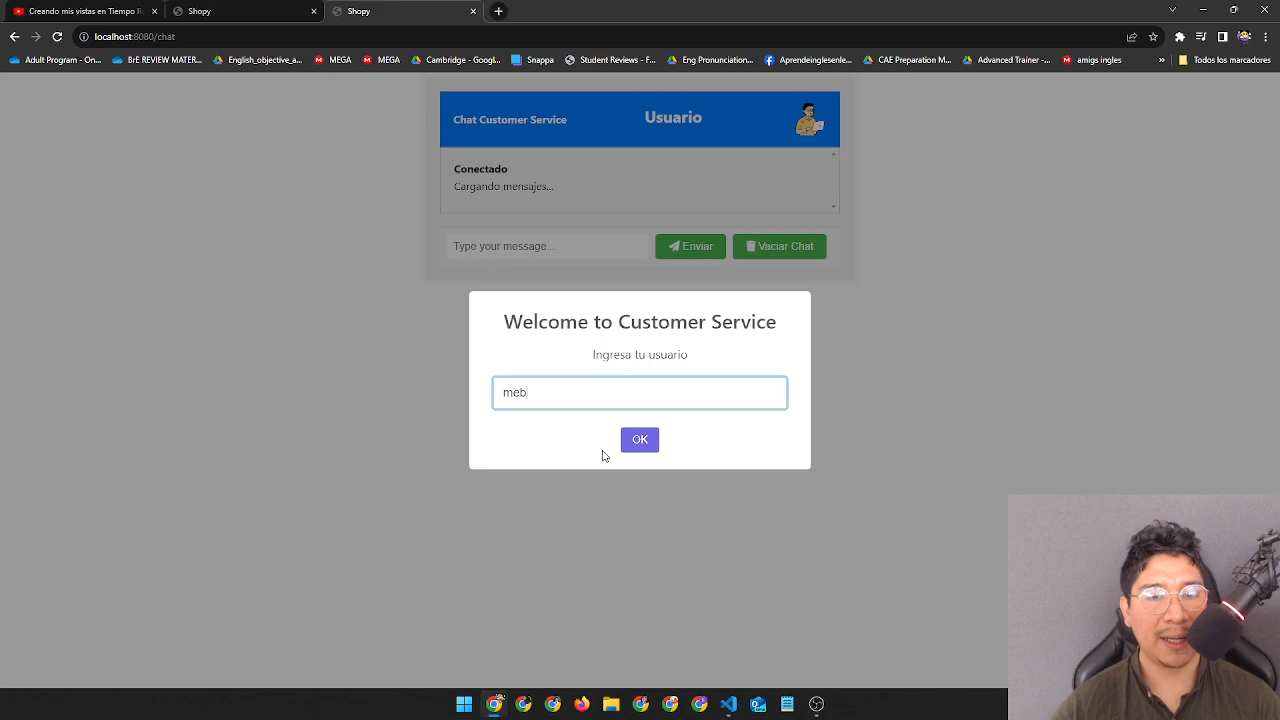 Creando mis vistas en Tiempo R
Shopy
Shopy
localhost:8080/chat
Adult Program - On...
BrE REVIEW MATER...
English_objective_a...
MEGA
MEGA
Cambridge - Googl...
Snappa
Student Reviews - F...
Eng Pronunciation...
Aprendeinglesenle...
CAE Preparation M...
Advanced Trainer -...
amigs ingles
»
Todos los marcadores
Chat Customer Service
Usuario
Conectado
Cargando mensajes...
Type your message...
Enviar
Vaciar Chat
Welcome to Customer Service
Ingresa tu usuario
meb
OK